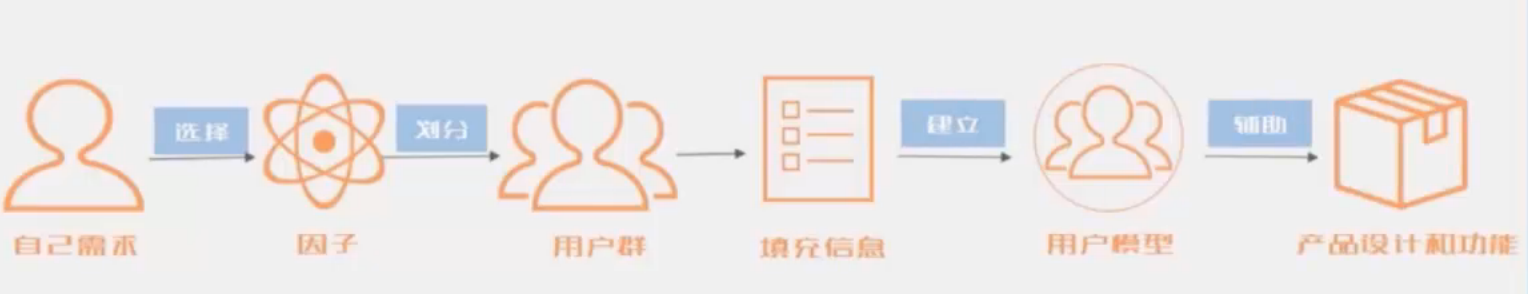 选择
划分
建立
辅助
自己需求
因子
用户群
填充信息
用户模型
产品设计和功能